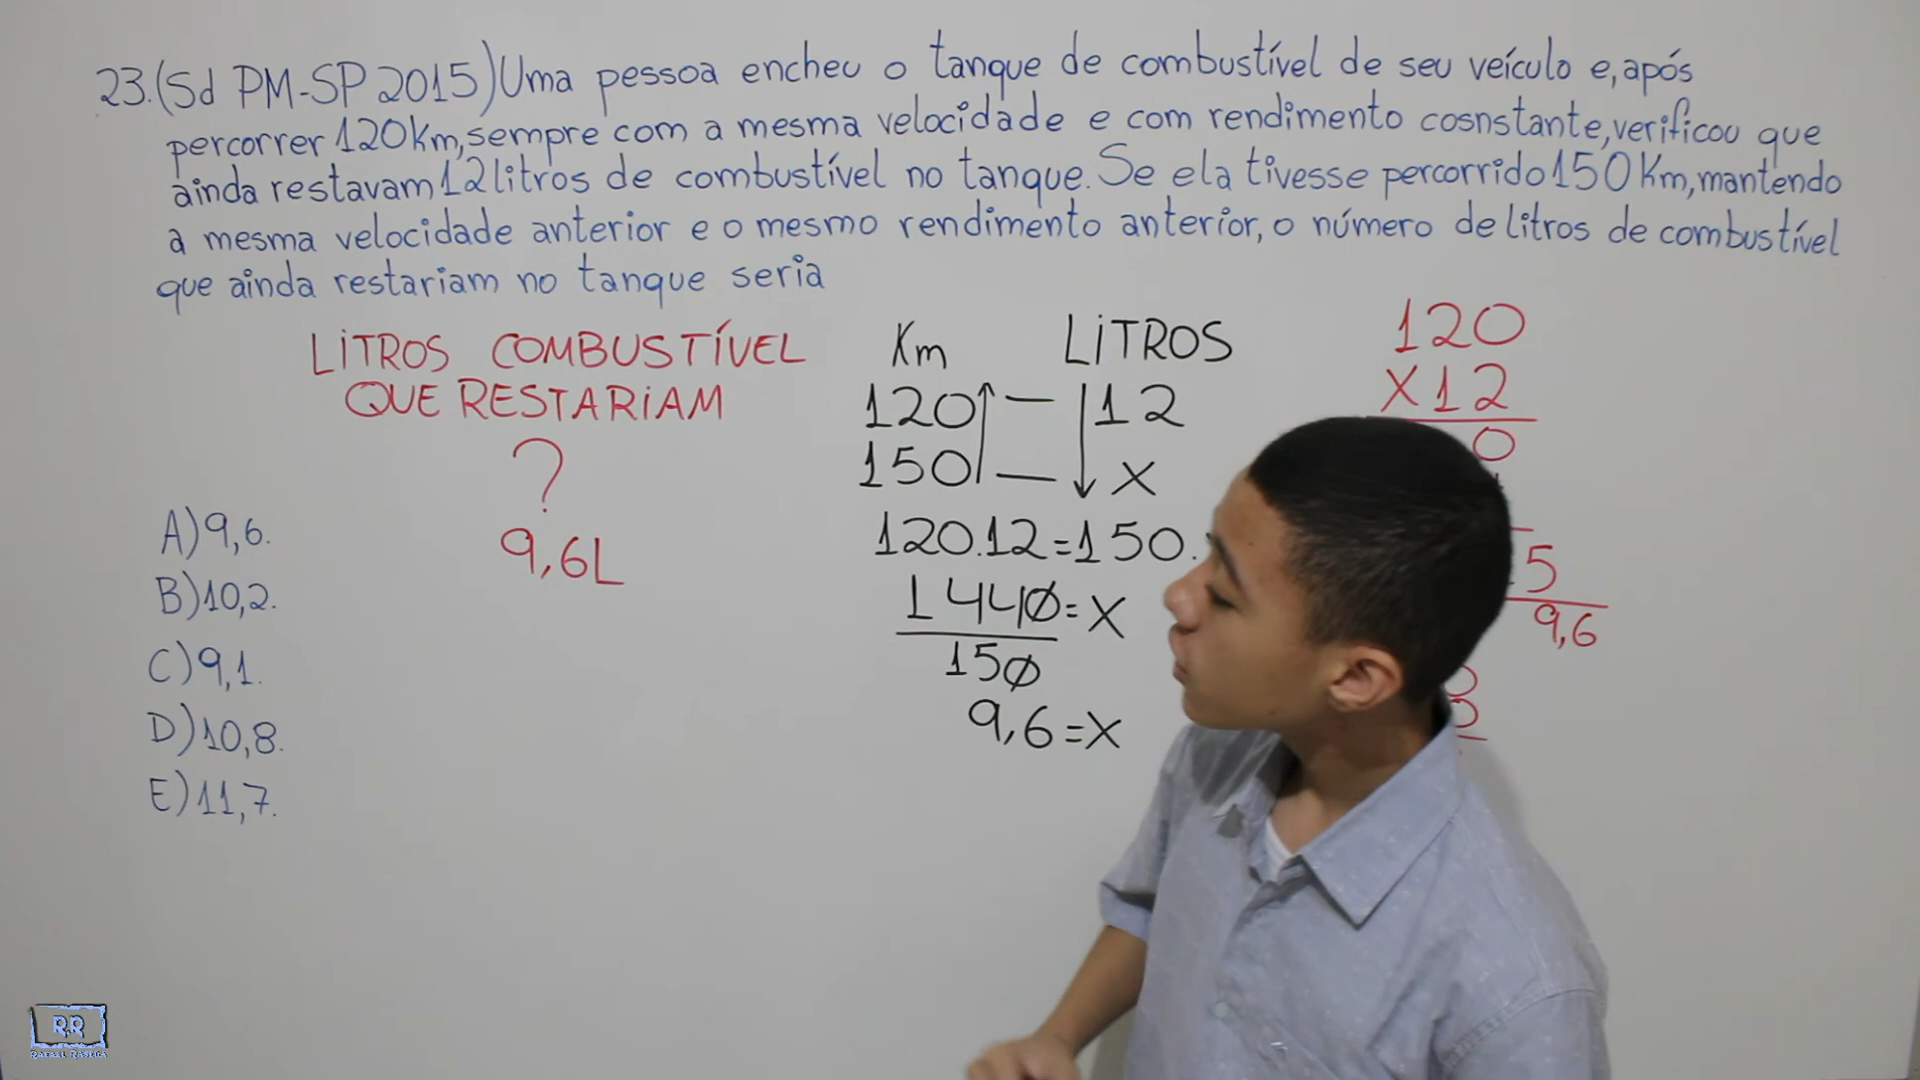 23.(Sd PM-SP 2015) Uma pessoa encheu o tanque de combustível de seu veículo e, após
percorrer 120km, sempre com a mesma velocidade e com rendimento cosnstante, verificou que
ainda restavam 12 litros de combustível no tanque. Se ela tivesse percorrido 150 Km, mantendo
a mesma velocidade anterior e o mesmo rendimento anterior, o número de litros de combustível
que ainda restariam no tanque seria
LITROS COMBUSTÍVEL
QUE RESTARIAM
?
9,6L
A) 9,6.
B) 10,2.
C) 9,1.
D) 10,8.
E) 11,7.
Km LITROS
120 — 12
150 — X
120.12=150.
1440 = X
150
9,6=X
120
X12
0
5
9,6
RR
RAFAEL RASERA